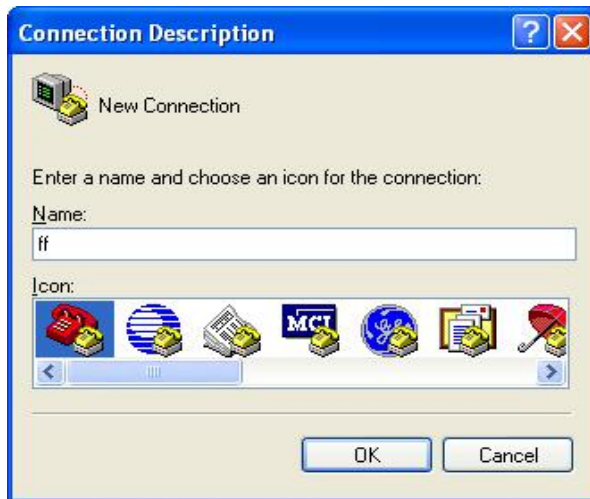 Connection Description
New Connection
Enter a name and choose an icon for the connection:
Name:
ff
Icon:
MCI
OK Cancel